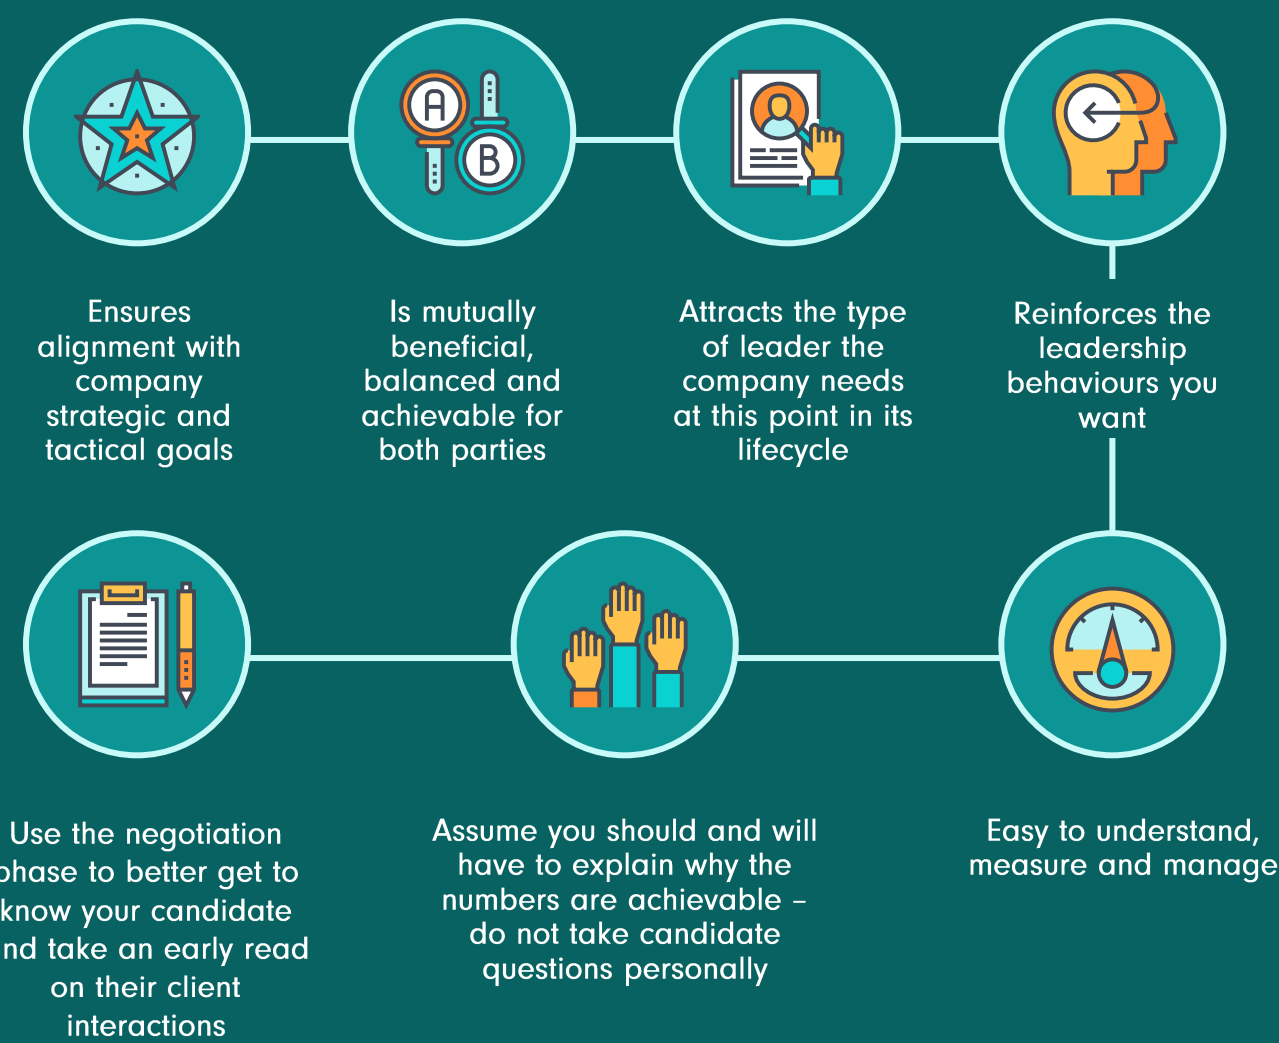 A
B
Ensures
alignment with
company
strategic and
tactical goals
Is mutually
beneficial,
balanced and
achievable for
both parties
Attracts the type
of leader the
company needs
at this point in its
lifecycle
Reinforces the
leadership
behaviours you
want
Use the negotiation
phase to better get to
know your candidate
and take an early read
on their client
interactions
Assume you should and will
have to explain why the
numbers are achievable –
do not take candidate
questions personally
Easy to understand,
measure and manage